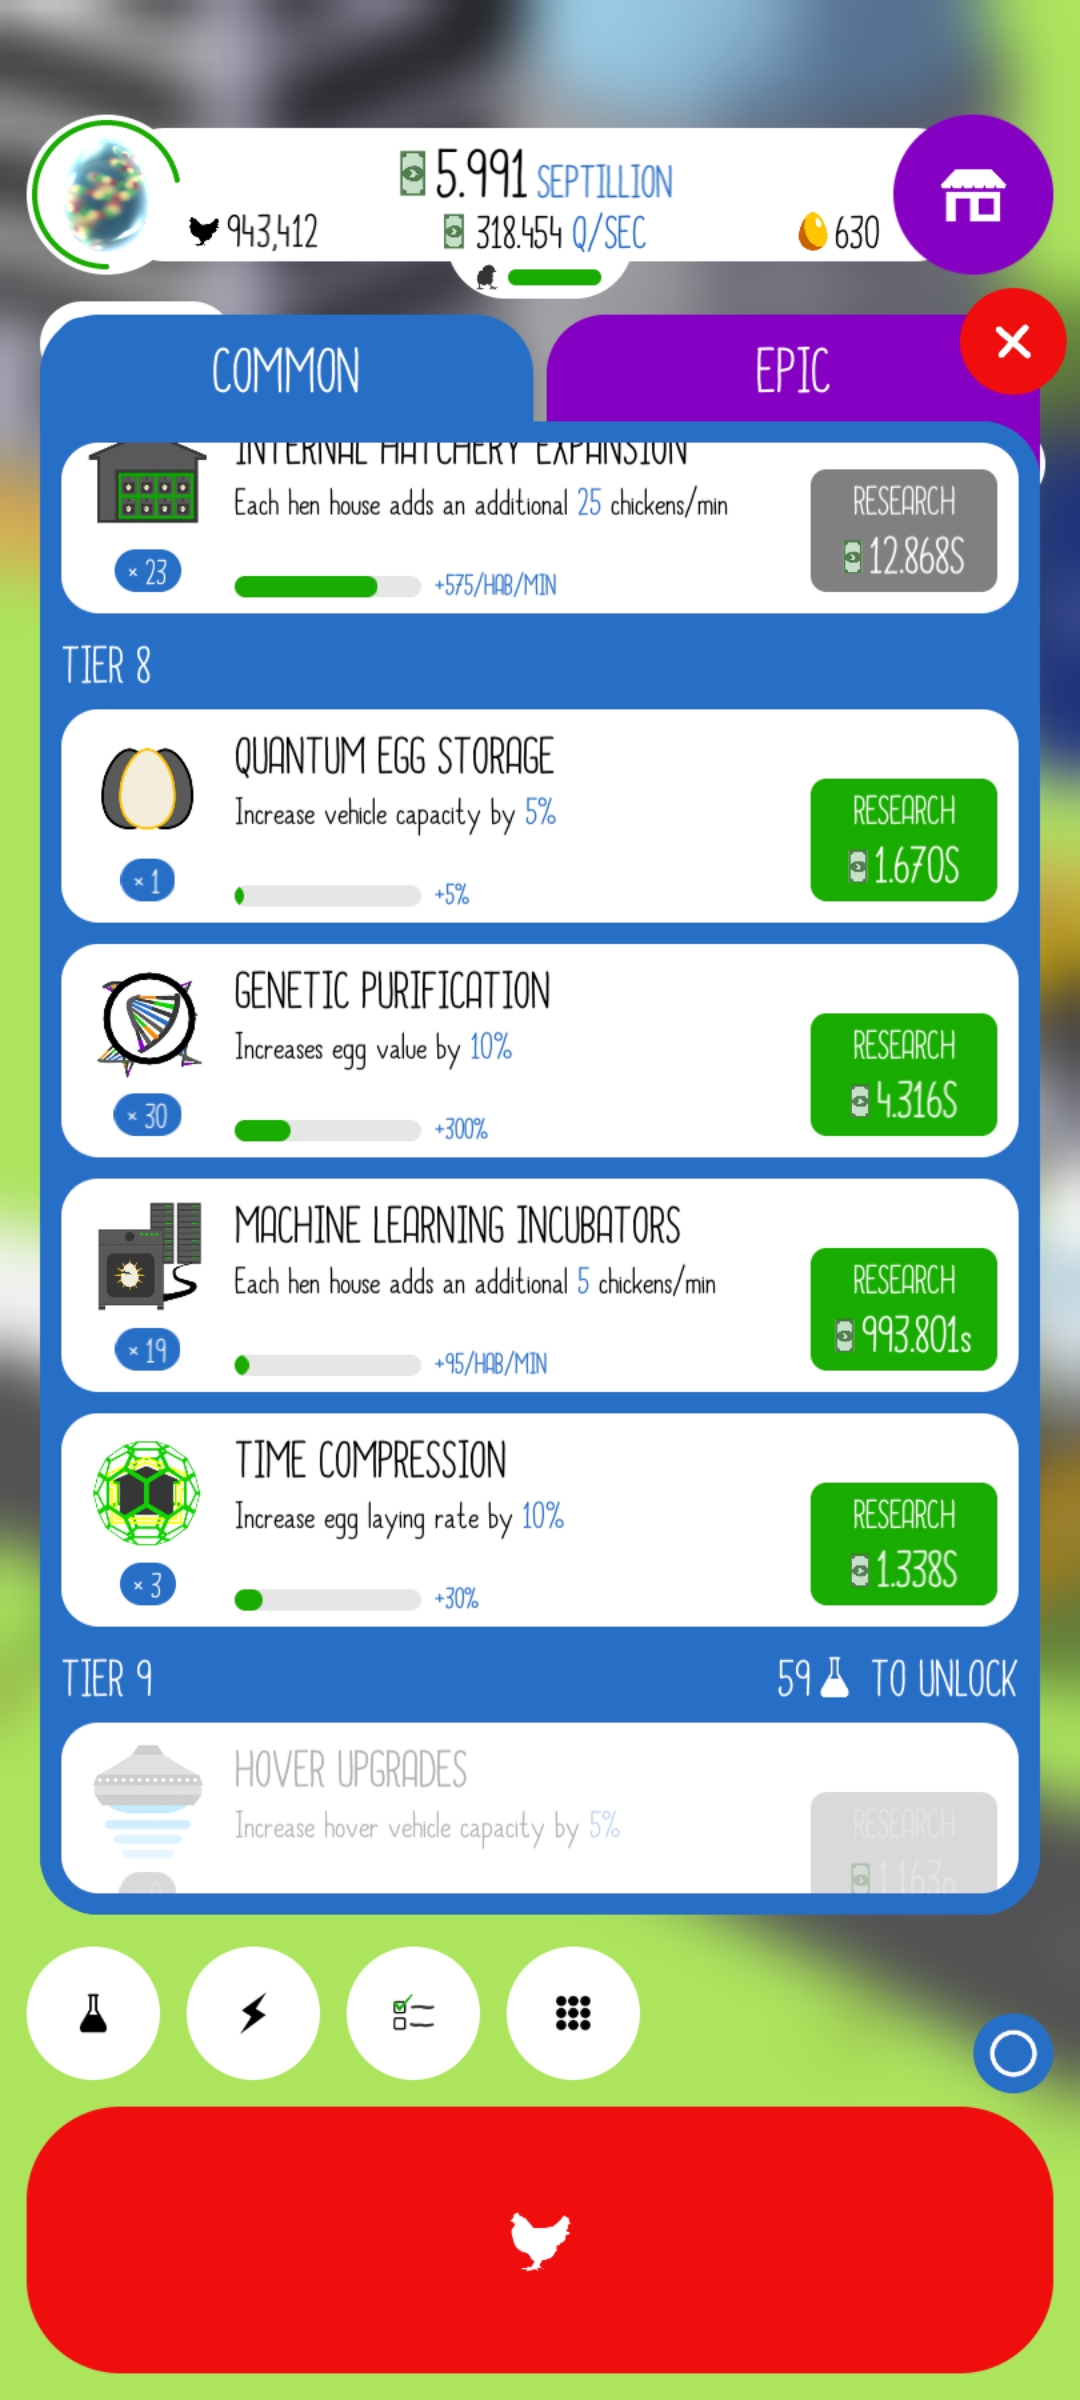 5.991 SEPTILLION
943,412
318.454 Q/SEC
630
COMMON
EPIC
INTERNAL HATCHERY EXPANSION
Each hen house adds an additional 25 chickens/min
RESEARCH
12.868S
× 23
+575/HAB/MIN
TIER 8
QUANTUM EGG STORAGE
Increase vehicle capacity by 5%
RESEARCH
1.670S
× 1
+5%
GENETIC PURIFICATION
Increases egg value by 10%
RESEARCH
4.316S
× 30
+300%
MACHINE LEARNING INCUBATORS
Each hen house adds an additional 5 chickens/min
RESEARCH
993.801s
× 19
+95/HAB/MIN
TIME COMPRESSION
Increase egg laying rate by 10%
RESEARCH
1.338S
× 3
+30%
TIER 9
59 TO UNLOCK
HOVER UPGRADES
Increase hover vehicle capacity by 5%
RESEARCH